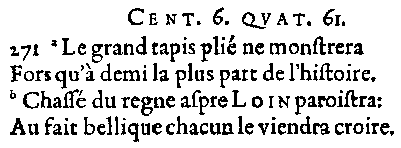 CENT. 6. QVAT. 61.
271 ª Le grand tapis plié ne monſtrera
Fors qu'à demi la plus part de l'hiſtoire.
ᵇ Chaſſé du regne aſpre LOIN paroiſtra:
Au fait bellique chacun le viendra croire.